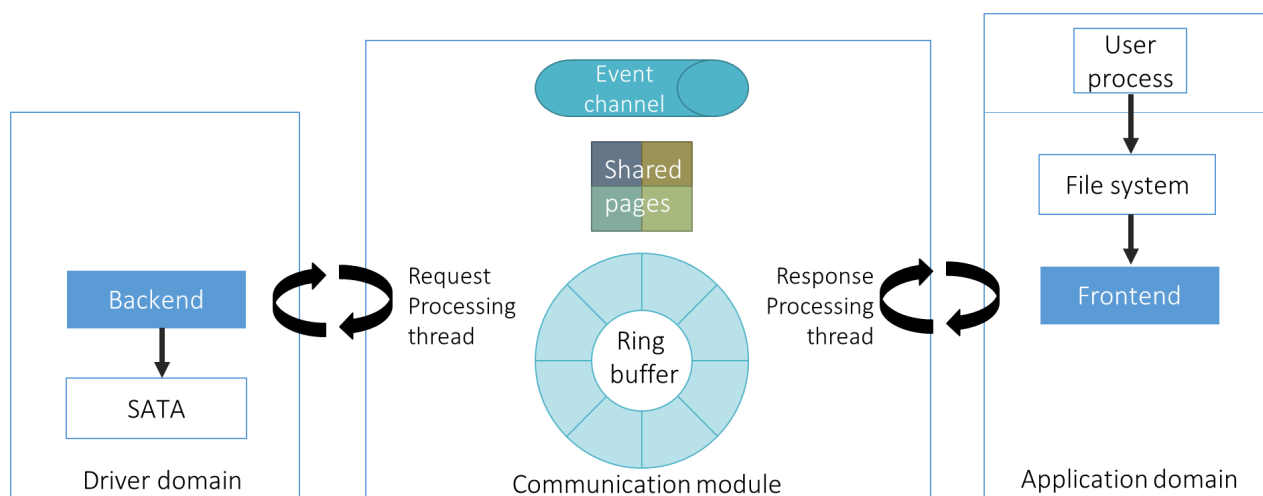 Backend
SATA
Driver domain
Event
channel
Shared
pages
Request
Processing
thread
Ring
buffer
Response
Processing
thread
Communication module
User
process
File system
Frontend
Application domain